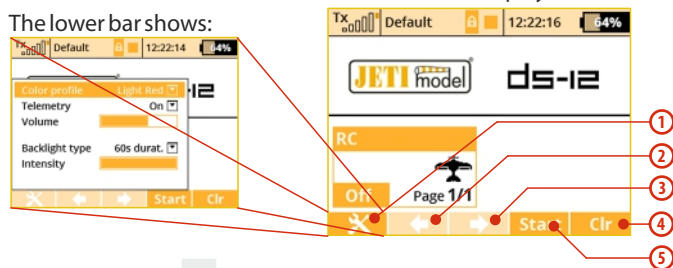 The lower bar shows:
Tx Default 12:22:14 64%
Color profile Light Red
Telemetry On
Volume
Backlight type 60s durat.
Intensity
Start Clr
Tx Default 12:22:16 64%
JETI model ds-12
RC
Off Page 1/1
Start Clr
1
2
3
4
5